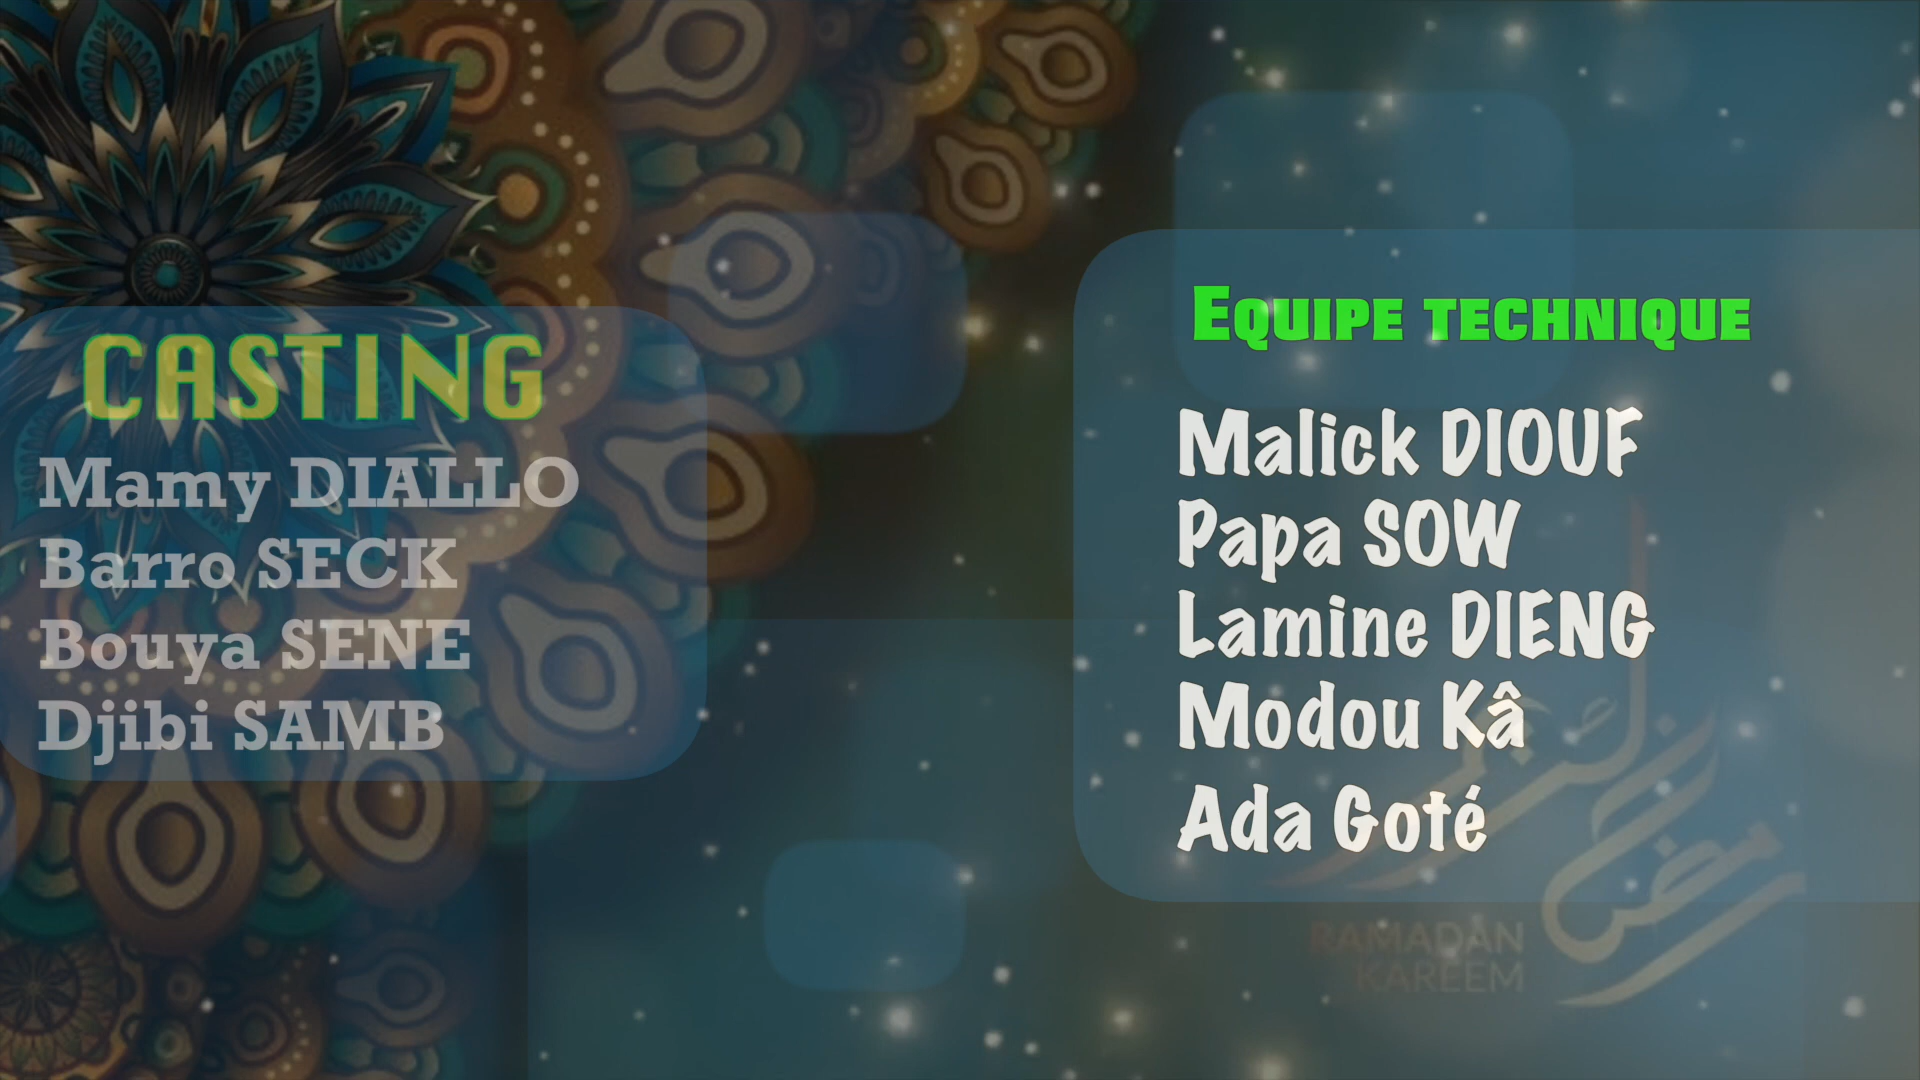 CASTING
Mamy DIALLO
Barro SECK
Bouya SENE
Djibi SAMB
Equipe technique
Malick DIOUF
Papa SOW
Lamine DIENG
Modou Kâ
Ada Goté
RAMADAN
KAREEM